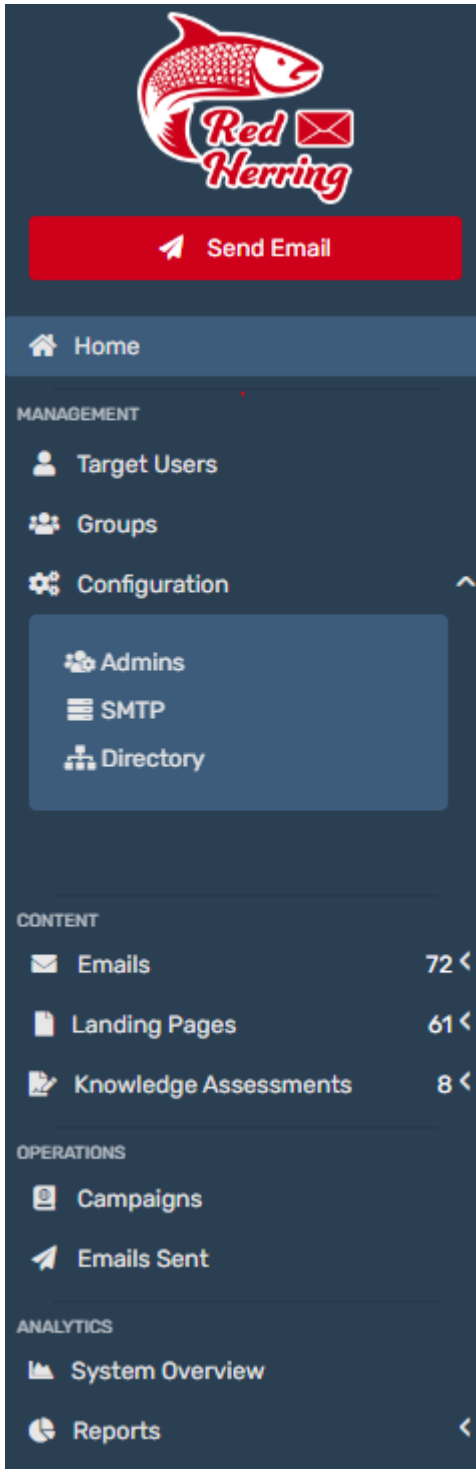 Red
Herring
Send Email
Home
MANAGEMENT
Target Users
Groups
Configuration
Admins
SMTP
Directory
CONTENT
Emails 72
Landing Pages 61
Knowledge Assessments 8
OPERATIONS
Campaigns
Emails Sent
ANALYTICS
System Overview
Reports